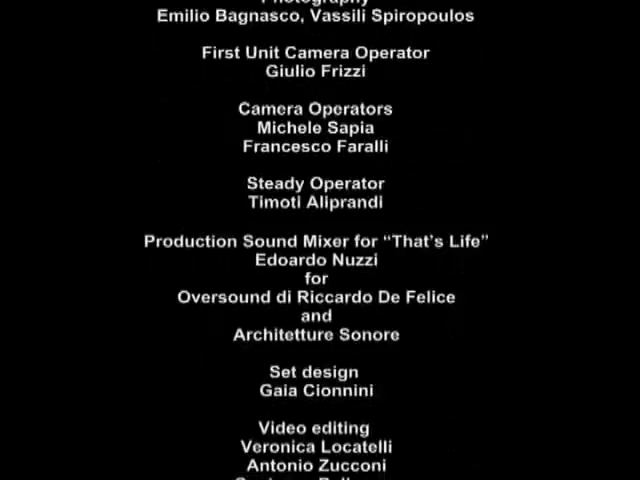 Photography
Emilio Bagnasco, Vassili Spiropoulos
First Unit Camera Operator
Giulio Frizzi
Camera Operators
Michele Sapia
Francesco Faralli
Steady Operator
Timoti Aliprandi
Production Sound Mixer for “That’s Life”
Edoardo Nuzzi
for
Oversound di Riccardo De Felice
and
Architetture Sonore
Set design
Gaia Cionnini
Video editing
Veronica Locatelli
Antonio Zucconi